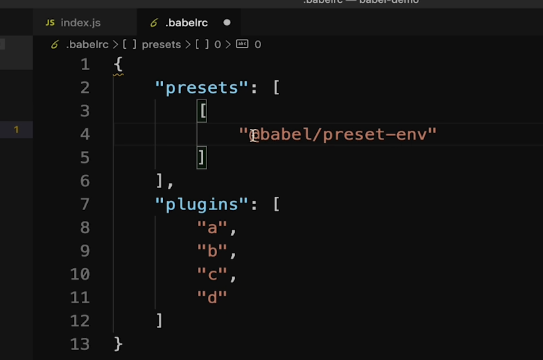 .babelrc — babel-demo
JS index.js .babelrc
.babelrc > [ ] presets > [ ] 0 > abc 0
1 {
2 "presets": [
3 [
4 "@babel/preset-env"
5 ]
6 ],
7 "plugins": [
8 "a",
9 "b",
10 "c",
11 "d"
12 ]
13 }
1